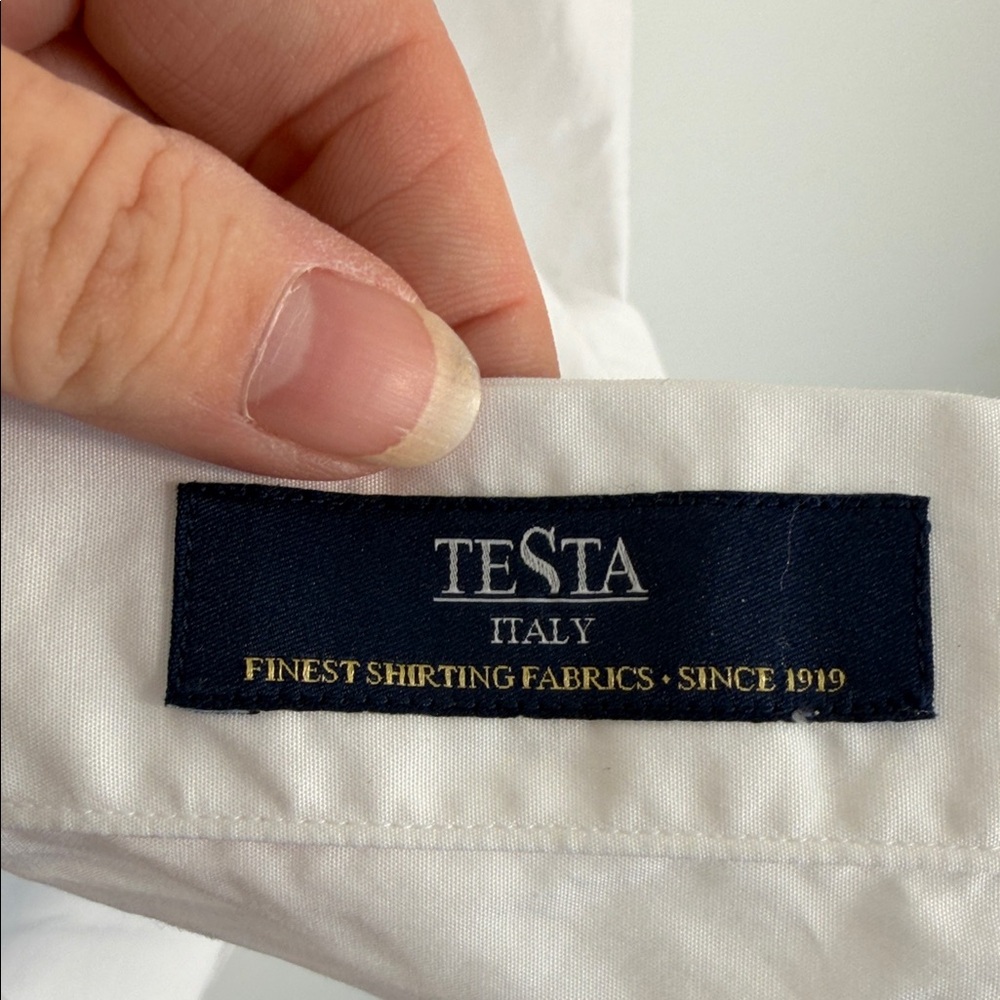 TESTA
ITALY
FINEST SHIRTING FABRICS • SINCE 1919